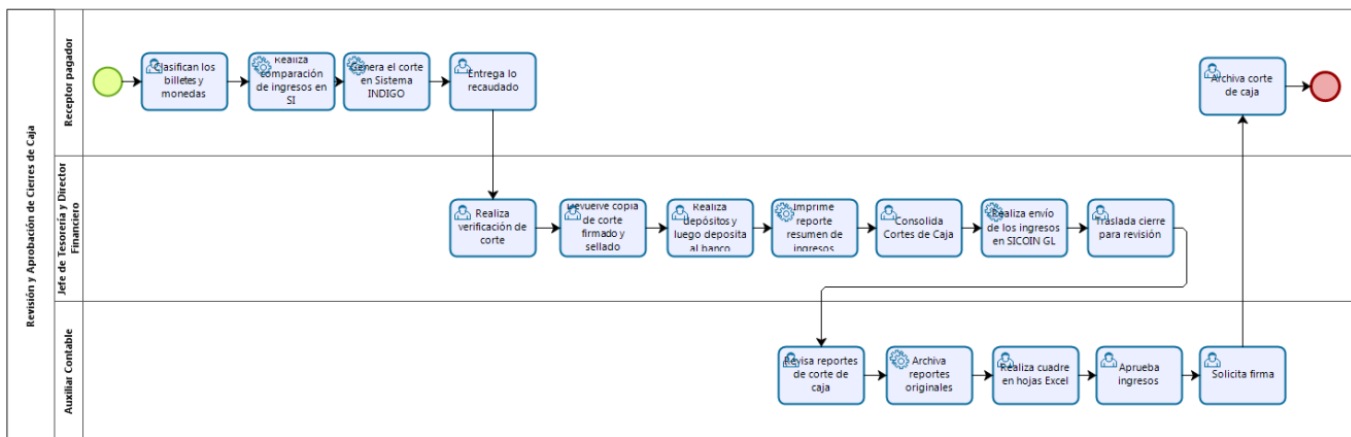 Revisión y Aprobación de Cierres de Caja
Receptor pagador
Clasifican los
billetes y
monedas
Realiza
comparación
de ingresos en
SI
Genera el corte
en Sistema
INDIGO
Entrega lo
recaudado
Archiva corte
de caja
Jefe de Tesorería y Director
Financiero
Realiza
verificación de
corte
Devuelve copia
de corte
firmado y
sellado
Realiza
depósitos y
luego deposita
al banco
Imprime
reporte
resumen de
ingresos
Consolida
Cortes de Caja
Realiza envío
de los ingresos
en SICOIN GL
Traslada cierre
para revisión
Auxiliar Contable
Revisa reportes
de corte de
caja
Archiva
reportes
originales
Realiza cuadre
en hojas Excel
Aprueba
ingresos
Solicita firma